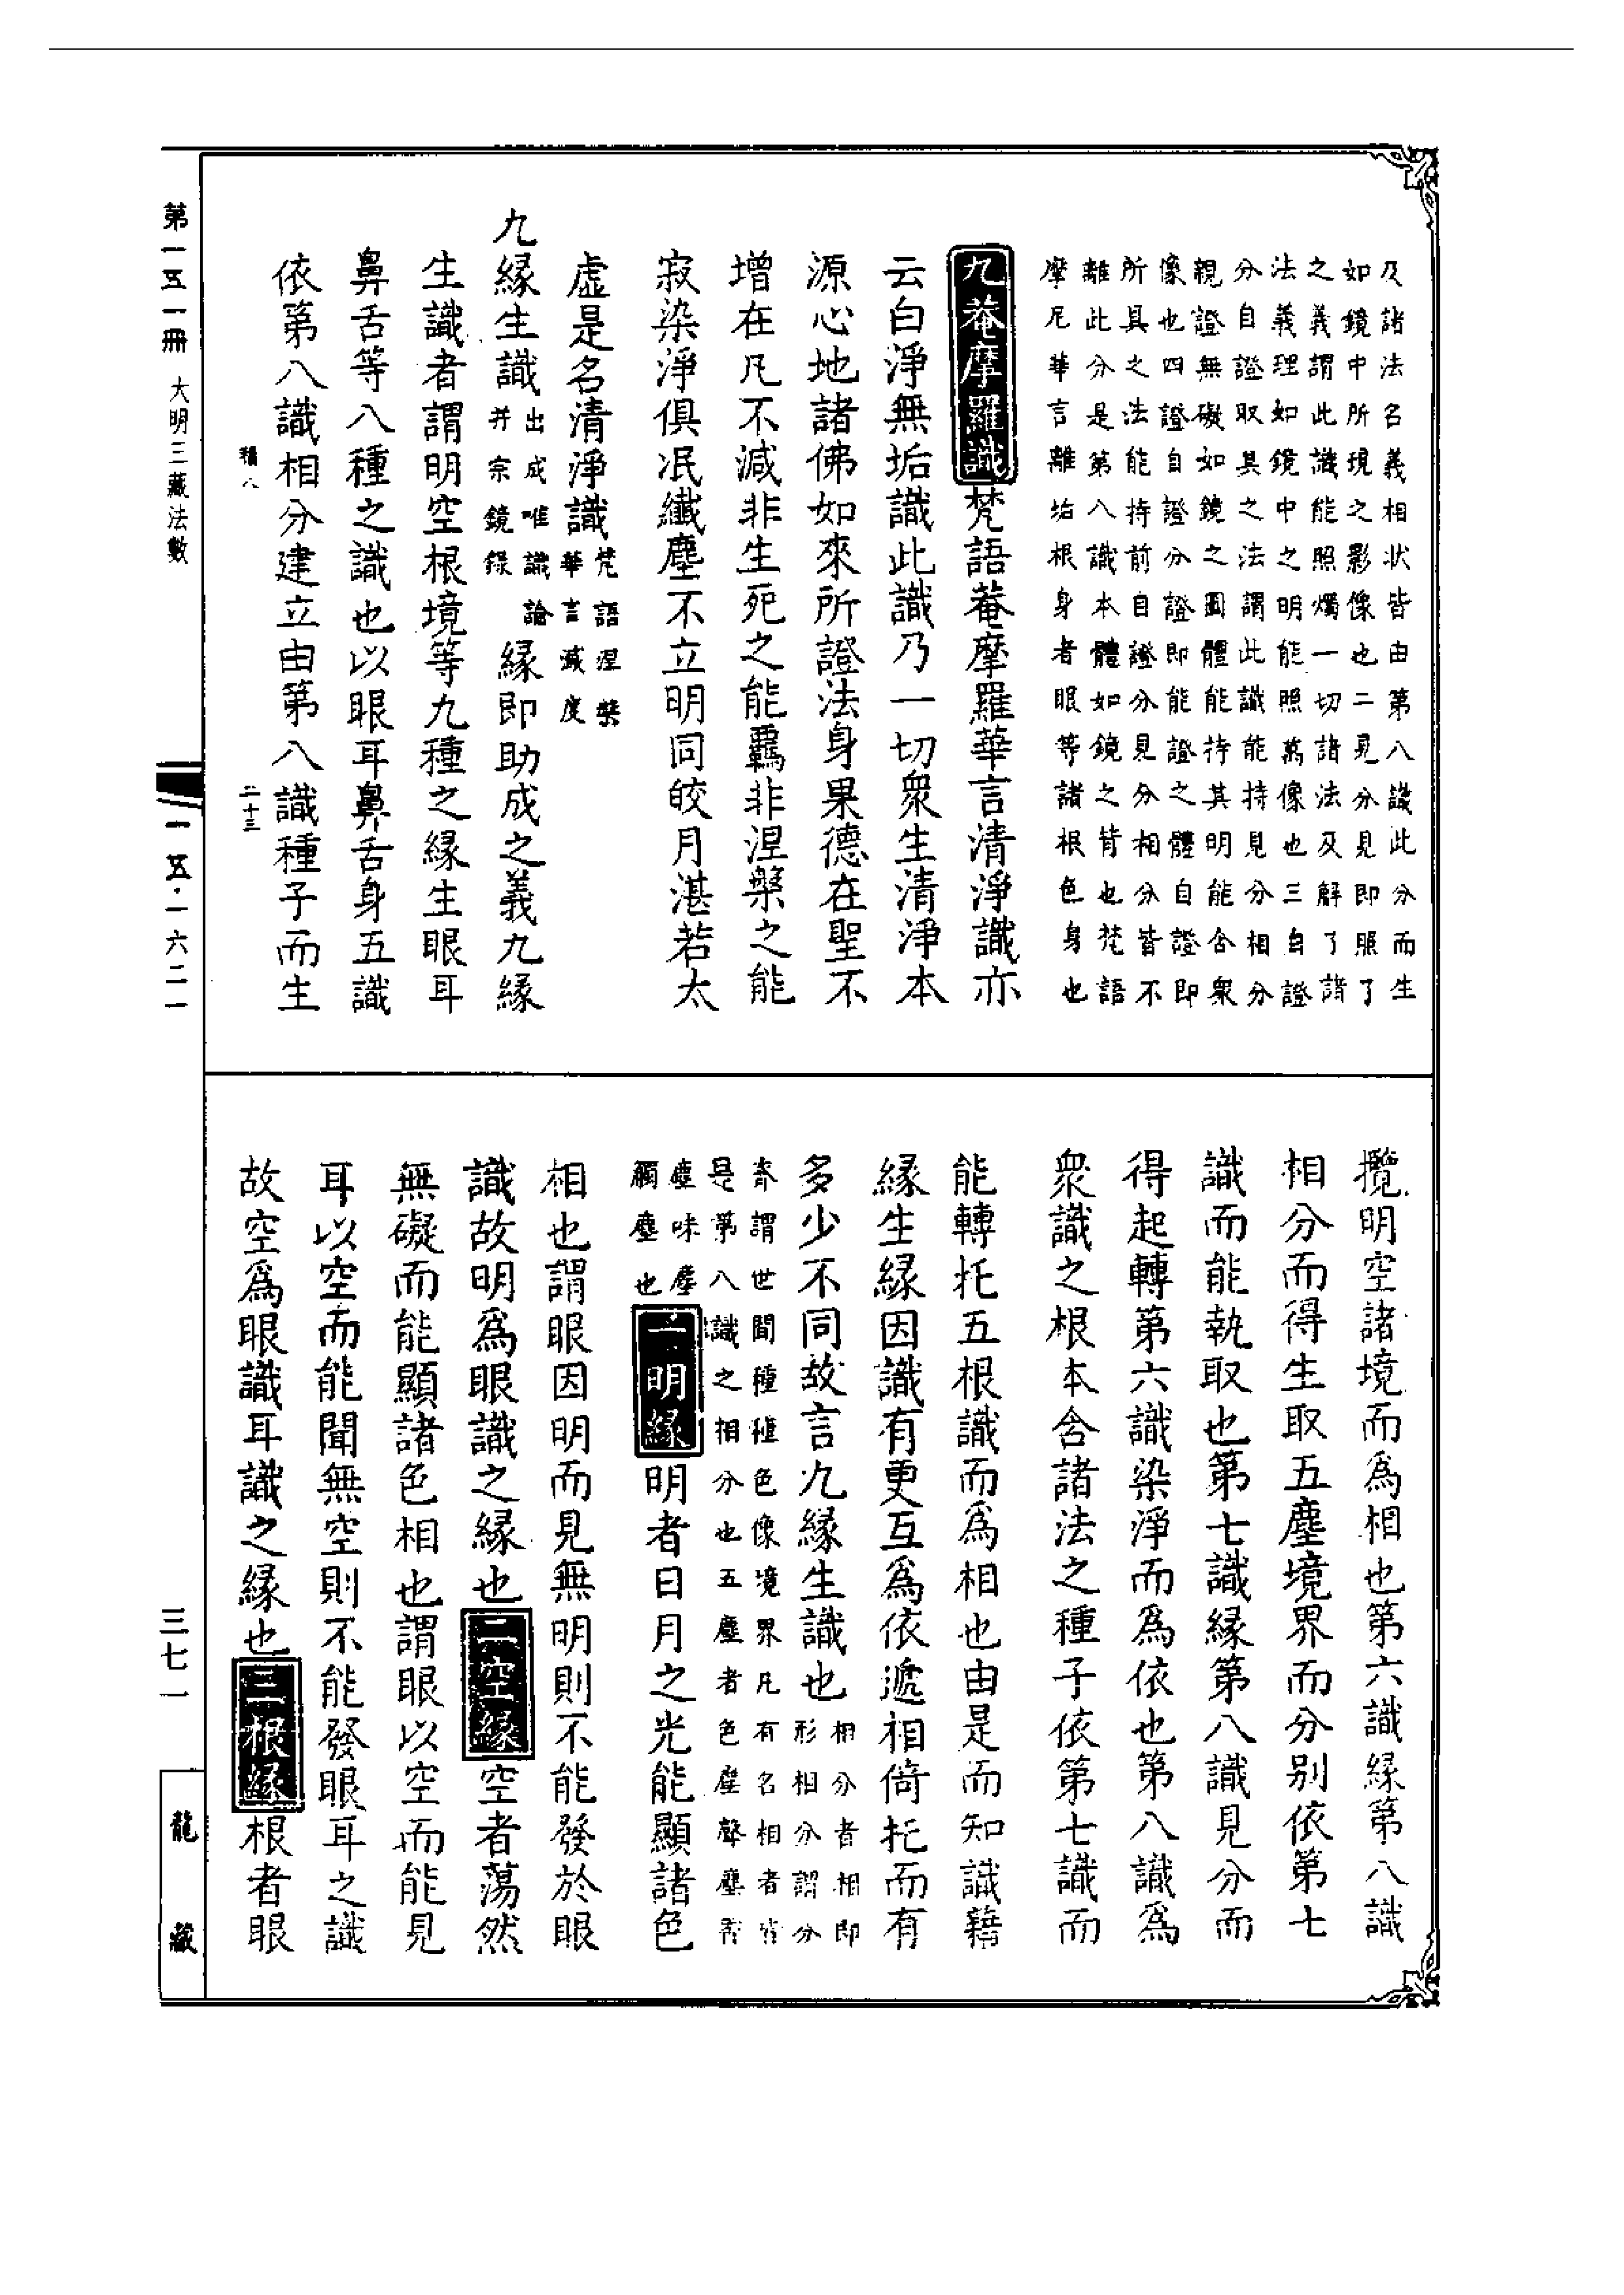 及諸法名義相狀皆由第八識此分而生
如鏡中所現之影像也二見分見即照了
之義謂此識能照燭一切諸法及解了諸
法義理如鏡中之明能照萬像也三自證
分自證取其之法謂此識能持見分相分
親證無礙如鏡之圓體能持其明能含衆
像也四證自證分證即能證之體自證即
所具之法能持前自證分見分相分皆不
離此分是第八識本體如鏡之背也梵語
摩尼華言離垢根身者眼等諸根色身也
九菴摩羅識梵語菴摩羅華言清淨識亦
云白淨無垢識此識乃一切衆生清淨本
源心地諸佛如來所證法身果德在聖不
增在凡不減非生死之能羈非涅槃之能
寂染淨俱泯纖塵不立明同皎月湛若太
虛是名清淨識梵語涅槃華言滅度
九緣生識出成唯識論并宗鏡錄緣即助成之義九緣
生識者謂明空根境等九種之緣生眼耳
鼻舌等八種之識也以眼耳鼻舌身五識
依第八識相分建立由第八識種子而生
積八 二十三
攬明空諸境而為相也第六識緣第八識
相分而得生取五塵境界而分別依第七
識而能執取也第七識緣第八識見分而
得起轉第六識染淨而為依也第八識為
衆識之根本含諸法之種子依第七識而
能轉托五根識而為相也由是而知識藉
緣生緣因識有更互為依遞相倚托而有
多少不同故言九緣生識也相分者相即形相分謂分
齊謂世間種種色像境界凡有名相者皆
是第八識之相分也五塵者色塵聲塵香
塵味塵觸塵也一明緣明者日月之光能顯諸色
相也謂眼因明而見無明則不能發於眼
識故明為眼識之緣也二空緣空者蕩然
無礙而能顯諸色相也謂眼以空而能見
耳以空而能聞無空則不能發眼耳之識
故空為眼識耳識之緣也三根緣根者眼
第一五一冊 大明三藏法數
一五·一六二一
三七一
龍藏